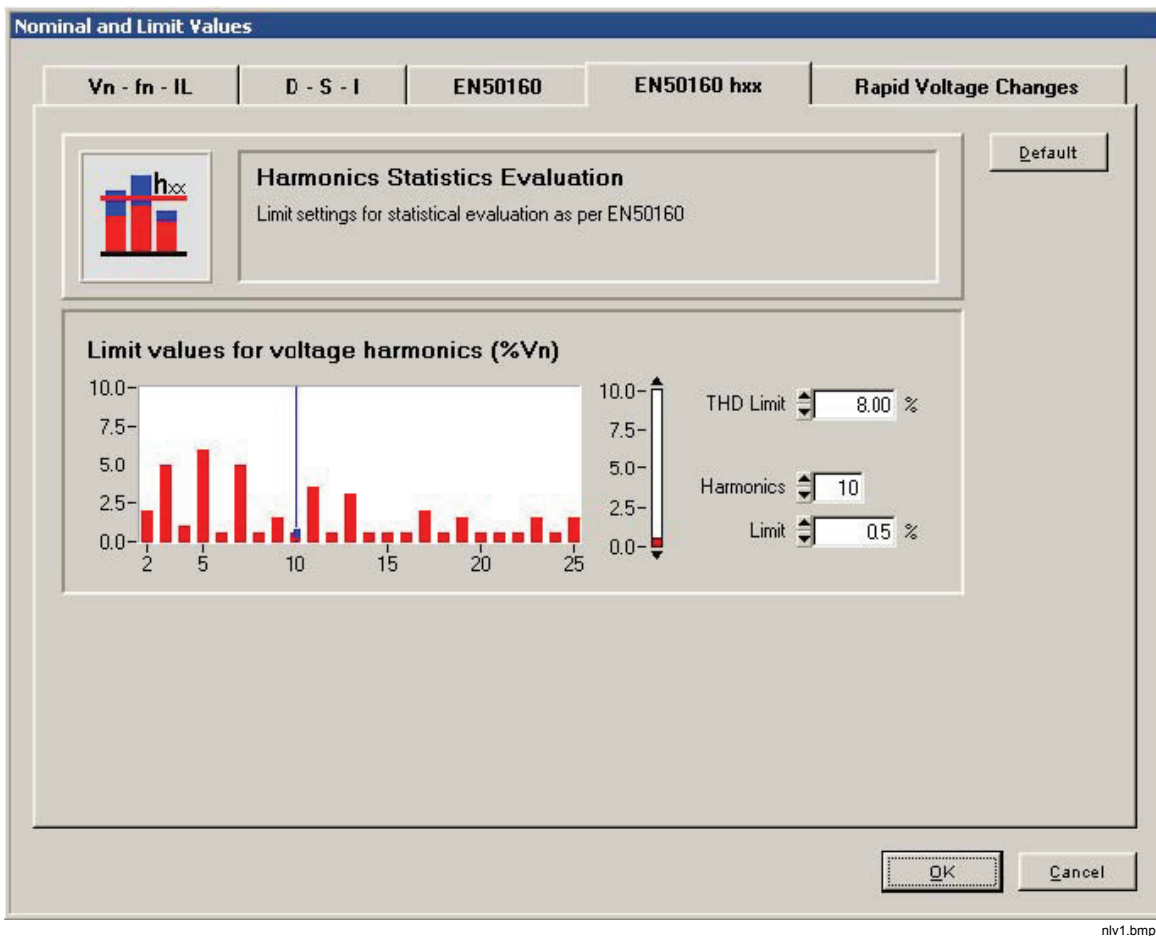 Nominal and Limit Values
Vn - fn - IL
D - S - I
EN50160
EN50160 hxx
Rapid Voltage Changes
hxx
Harmonics Statistics Evaluation
Limit settings for statistical evaluation as per EN50160
Default
Limit values for voltage harmonics (%Vn)
10.0
7.5
5.0
2.5
0.0
2 5 10 15 20 25
10.0
7.5
5.0
2.5
0.0
THD Limit 8.00 %
Harmonics 10
Limit 0.5 %
OK
Cancel
nlv1.bmp